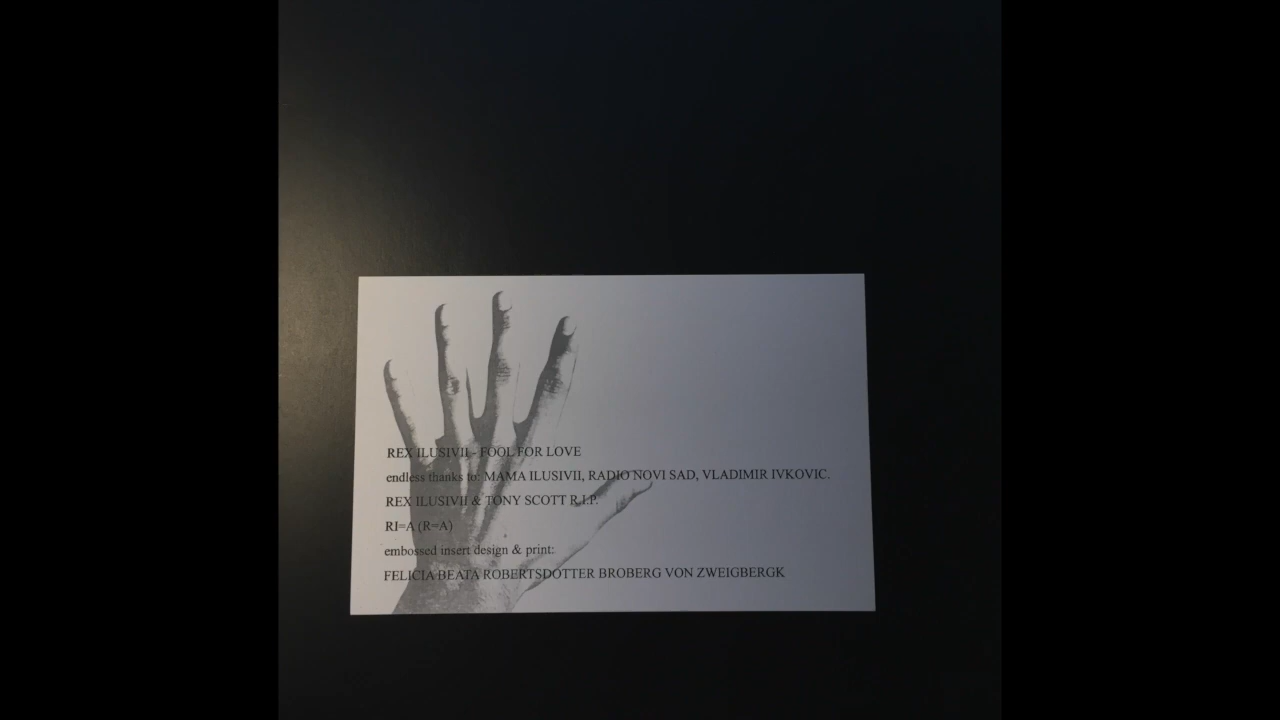 REX ILUSIVII - FOOL FOR LOVE
endless thanks to: MAMA ILUSIVII, RADIO NOVI SAD, VLADIMIR IVKOVIC.
REX ILUSIVII & TONY SCOTT R.I.P.
RI=A (R=A)
embossed insert design & print:
FELICIA BEATA ROBERTSDOTTER BROBERG VON ZWEIGBERGK